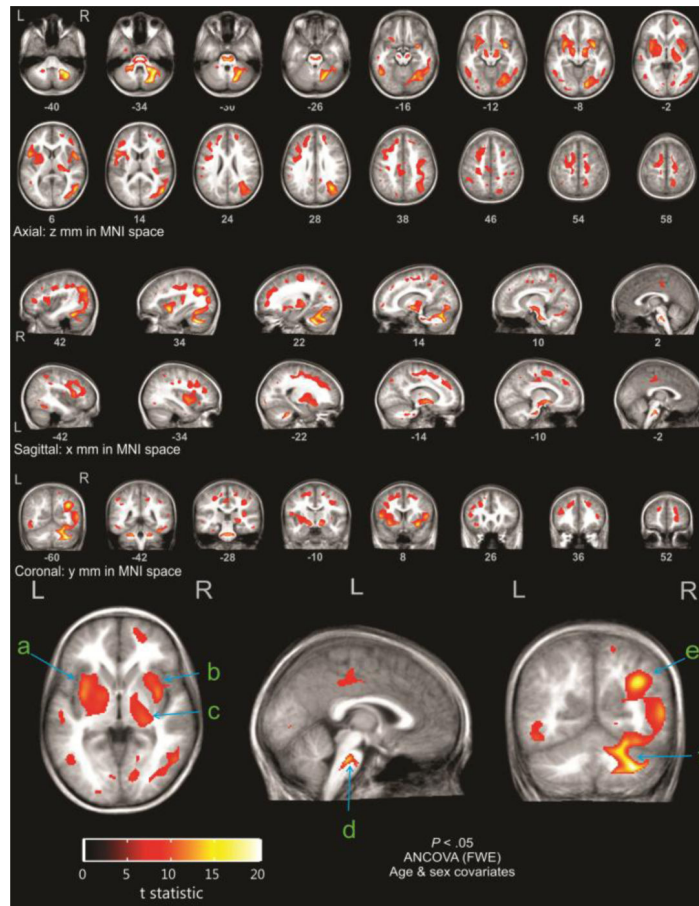 L R
-40 -34 -30 -26 -16 -12 -8 -2
6 14 24 28 38 46 54 58
Axial: z mm in MNI space
42 34 22 14 10 2
R
-42 -34 -22 -14 -10 -2
L
Sagittal: x mm in MNI space
L R
-60 -42 -28 -10 8 26 36 52
Coronal: y mm in MNI space
L R L L R
a b e
c
d
0 5 10 15 20
t statistic
P < .05
ANCOVA (FWE)
Age & sex covariates